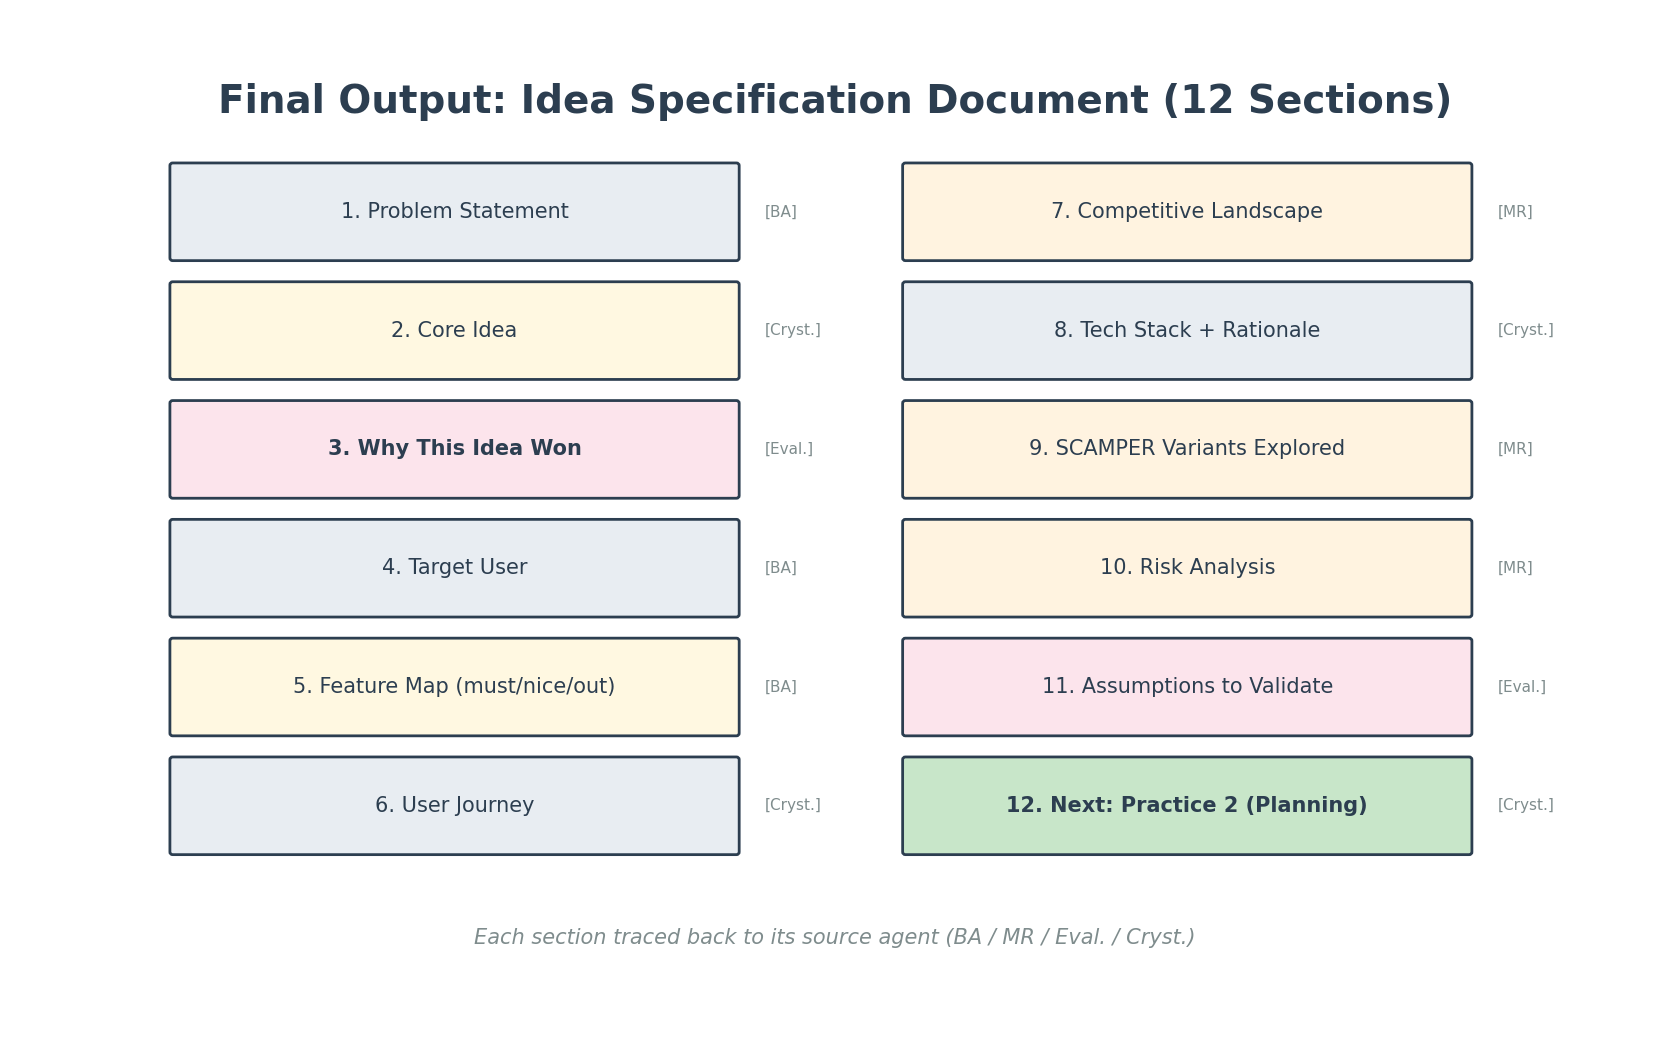 Final Output: Idea Specification Document (12 Sections)
1. Problem Statement
[BA]
2. Core Idea
[Cryst.]
3. Why This Idea Won
[Eval.]
4. Target User
[BA]
5. Feature Map (must/nice/out)
[BA]
6. User Journey
[Cryst.]
7. Competitive Landscape
[MR]
8. Tech Stack + Rationale
[Cryst.]
9. SCAMPER Variants Explored
[MR]
10. Risk Analysis
[MR]
11. Assumptions to Validate
[Eval.]
12. Next: Practice 2 (Planning)
[Cryst.]
Each section traced back to its source agent (BA / MR / Eval. / Cryst.)